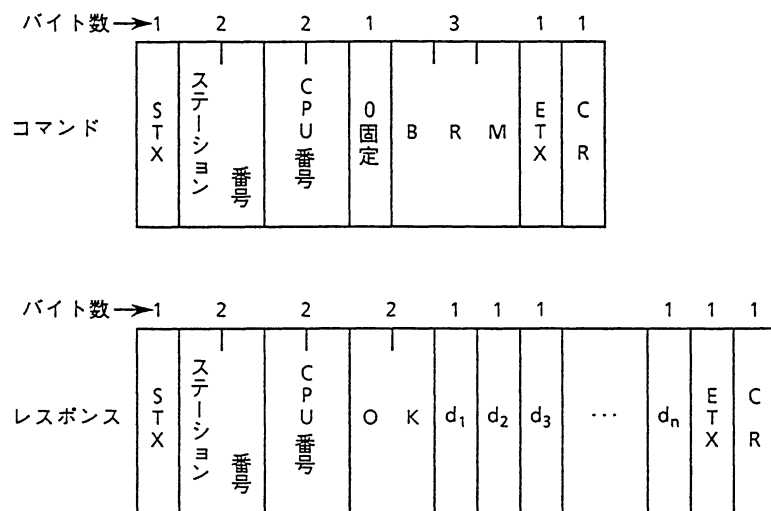 バイト数→1 2 2 1 3 1 1
コマンド
STX
ステーション番号
CPU番号
0固定
B R M
ETX
CR
バイト数→1 2 2 2 1 1 1 1 1 1
レスポンス
STX
ステーション番号
CPU番号
O K
d1
d2
d3
…
dn
ETX
CR